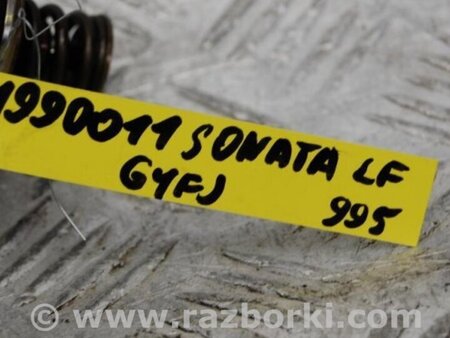 1990011 SONATA LF
G4FJ 995
www.razborki.com